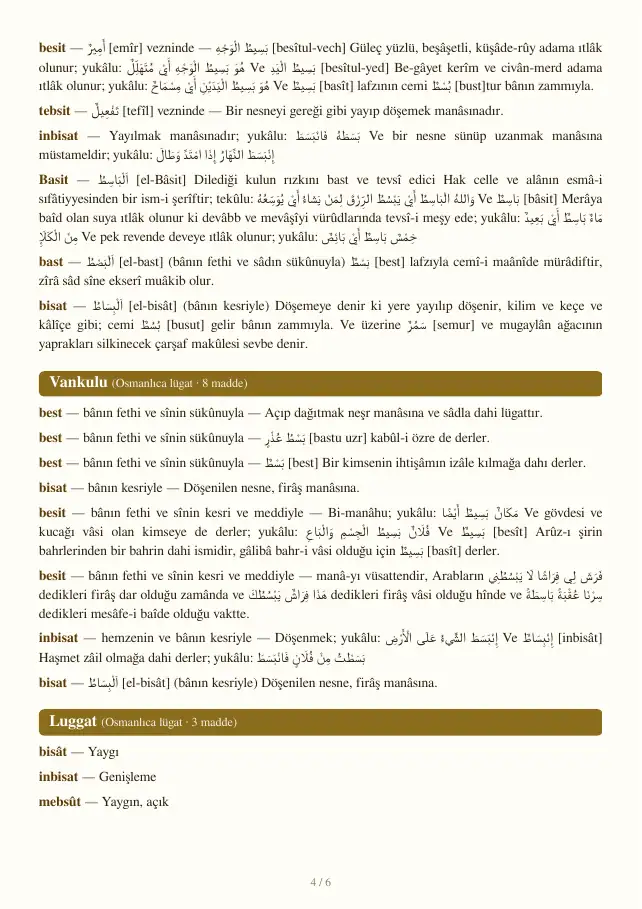 besit — أَمِيرٌ [emîr] vezninde — بَسِيطُ الْوَجْهِ [besîtul-vech] Güleç yüzlü, beşâşetli, küşâde-rûy adama ıtlâk
olunur; yukâlu: هُوَ بَسِيطُ الْوَجْهِ أَيْ مُتَهَلِّلٌ Ve بَسِيطُ الْيَدِ [besîtul-yed] Be-gâyet kerîm ve civân-merd adama
ıtlâk olunur; yukâlu: هُوَ بَسِيطُ الْيَدَيْنِ أَيْ مِسْمَاحٌ Ve بَسِيطٌ [basît] lafzının cemi بُسُطٌ [bust]tur bânın zammıyla.
tebsit — تَفْعِيلٌ [tefîl] vezninde — Bir nesneyi gereği gibi yayıp döşemek manâsınadır.
inbisat — Yayılmak manâsınadır; yukâlu: بَسَطَهُ فَانْبَسَطَ Ve bir nesne sünüp uzanmak manâsına
müstameldir; yukâlu: إِنْبَسَطَ النَّهَارُ إِذَا امْتَدَّ وَطَالَ
Basit — اَلْبَاسِطُ [el-Bâsit] Dilediği kulun rızkını bast ve tevsî edici Hak celle ve alânın esmâ-i
sıfâtiyyesinden bir ism-i şerîftir; tekûlu: وَاللهُ الْبَاسِطُ أَيْ يَبْسُطُ الرِّزْقَ لِمَنْ يَشَاءُ أَيْ يُوَسِّعُهُ Ve بَاسِطٌ [bâsit] Merâya
baîd olan suya ıtlâk olunur ki devâbb ve mevâşîyi vürûdlarında tevsî-i meşy ede; yukâlu: مَاءٌ بَاسِطٌ أَيْ بَعِيدٌ
مِنَ الْكَلَإِ Ve pek revende deveye ıtlâk olunur; yukâlu: خِمْسٌ بَاسِطٌ أَيْ بَائِصٌ
bast — اَلْبَصْطُ [el-bast] (bânın fethi ve sâdın sükûnuyla) بَسْطٌ [best] lafzıyla cemî-i maânîde mürâdiftir,
zîrâ sâd sîne ekserî muâkib olur.
bisat — اَلْبِسَاطُ [el-bisât] (bânın kesriyle) Döşemeye denir ki yere yayılıp döşenir, kilim ve keçe ve
kâlîçe gibi; cemi بُسُطٌ [busut] gelir bânın zammıyla. Ve üzerine سَمُرٌ [semur] ve mugaylân ağacının
yaprakları silkinecek çarşaf makûlesi sevbe denir.
Vankulu (Osmanlıca lügat · 8 madde)
best — bânın fethi ve sînin sükûnuyla — Açıp dağıtmak neşr manâsına ve sâdla dahi lügattır.
best — bânın fethi ve sînin sükûnuyla — بَسْطُ عُذْرٍ [bastu uzr] kabûl-i özre de derler.
best — bânın fethi ve sînin sükûnuyla — بَسْطٌ [best] Bir kimsenin ihtişâmın izâle kılmağa dahı derler.
bisat — bânın kesriyle — Döşenilen nesne, firâş manâsına.
besit — bânın fethi ve sînin kesri ve meddiyle — Bi-manâhu; yukâlu: مَكَانٌ بَسِيطٌ أَيْضًا Ve gövdesi ve
kucağı vâsi olan kimseye de derler; yukâlu: فُلَانٌ بَسِيطُ الْجِسْمِ وَالْبَاعِ Ve بَسِيطٌ [besît] Arûz-ı şirin
bahrlerinden bir bahrin dahi ismidir, gâlibâ bahr-i vâsi olduğu için بَسِيطٌ [basît] derler.
besit — bânın fethi ve sînin kesri ve meddiyle — manâ-yı vüsattendir, Arabların فَرَشَ لِي فِرَاشًا لَا يَبْسُطُنِي
dedikleri firâş dar olduğu zamânda ve هَذَا فِرَاشٌ يَبْسُطُكَ dedikleri firâş vâsi olduğu hînde ve سِرْنَا عُقْبَةً بَاسِطَةً
dedikleri mesâfe-i baîde olduğu vaktte.
inbisat — hemzenin ve bânın kesriyle — Döşenmek; yukâlu: إِنْبَسَطَ الشَّيْءُ عَلَى الْأَرْضِ Ve إِنْبِسَاطٌ [inbisât]
Haşmet zâil olmağa dahi derler; yukâlu: بَسَطْتُ مِنْ فُلَانٍ فَانْبَسَطَ
bisat — اَلْبِسَاطُ [el-bisât] (bânın kesriyle) Döşenilen nesne, firâş manâsına.
Luggat (Osmanlıca lügat · 3 madde)
bisât — Yaygı
inbisat — Genişleme
mebsût — Yaygın, açık
4 / 6